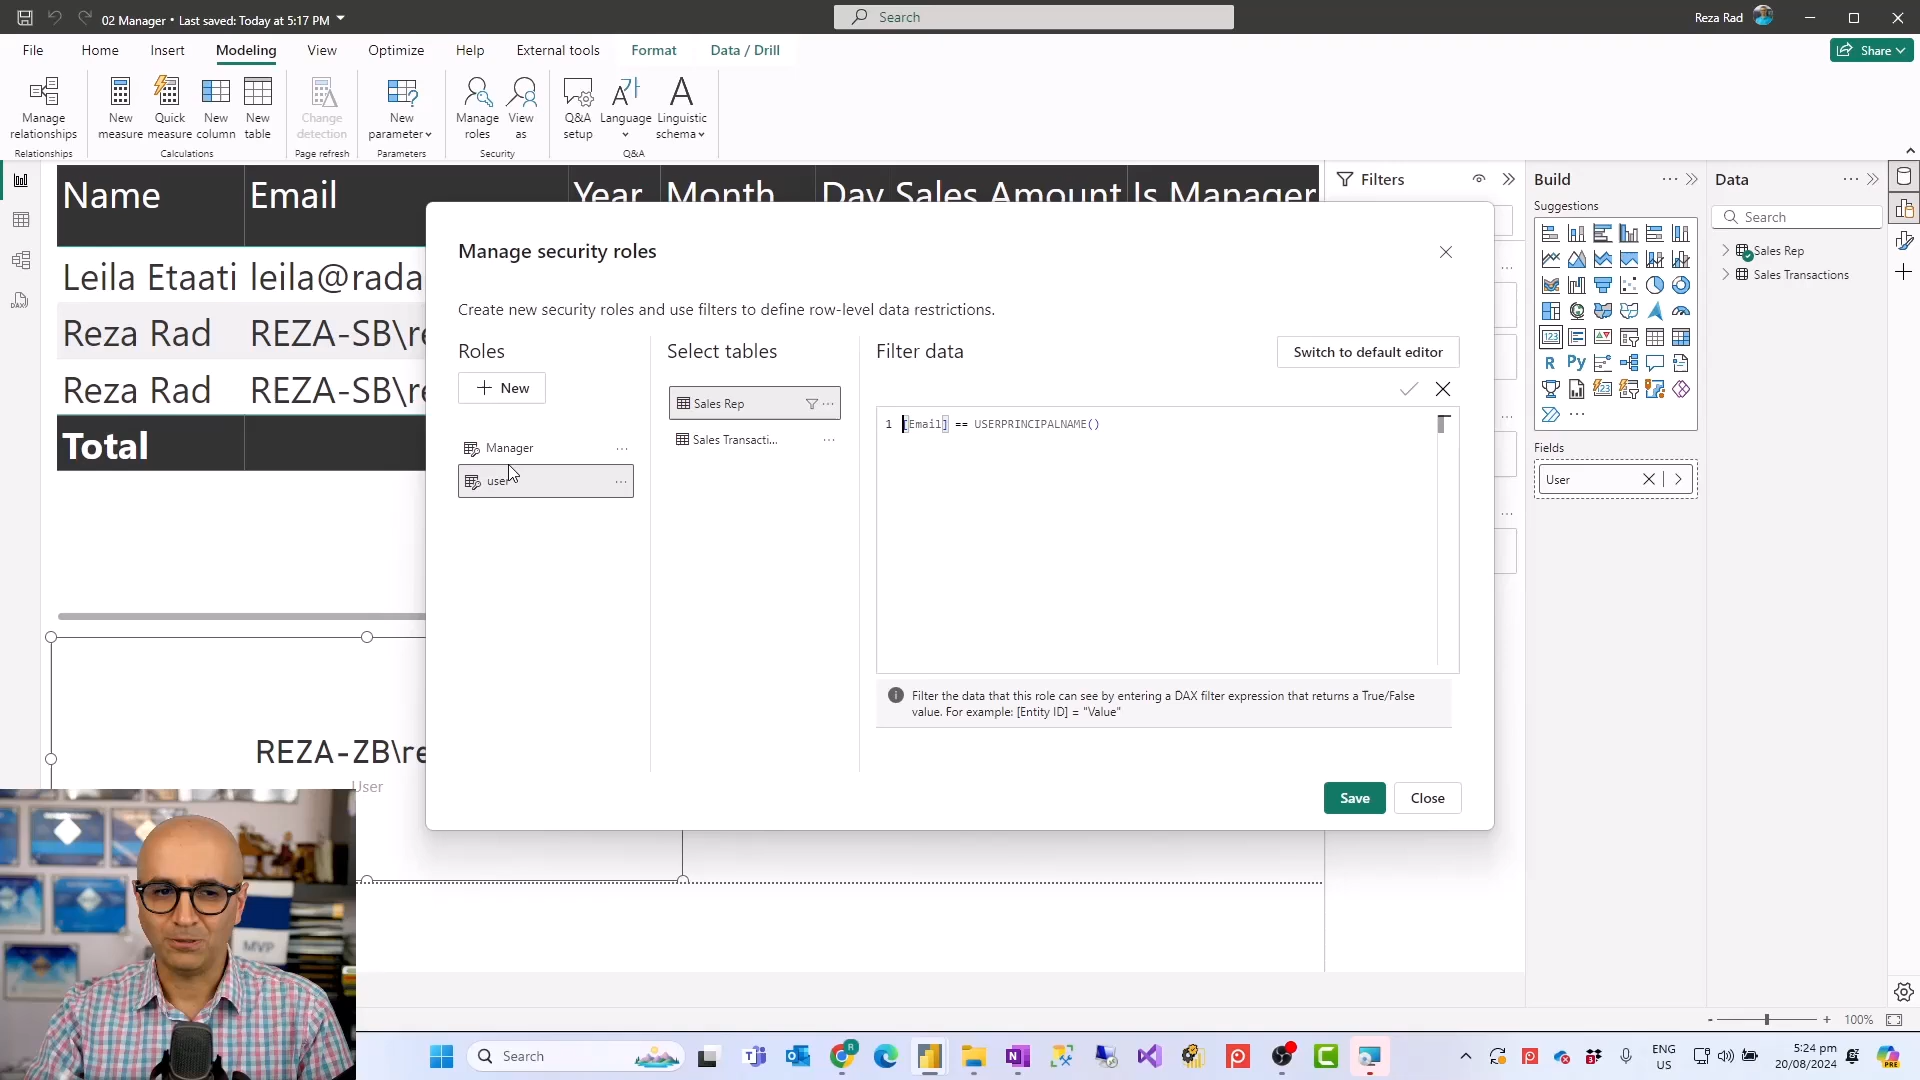 02 Manager • Last saved: Today at 5:17 PM
Search
Reza Rad
File Home Insert Modeling View Optimize Help External tools Format Data / Drill
Share
Manage relationships
New measure
Quick measure
New column
New table
Change detection
New parameter
Manage roles
View as
Q&A setup
Language
Linguistic schema
Relationships
Calculations
Page refresh
Parameters
Security
Q&A
Name Email Year Month Day Sales Amount Is Manager
Leila Etaati leila@rada
Reza Rad REZA-SB\re
Reza Rad REZA-SB\re
Total
REZA-ZB\re
User
Manage security roles
Create new security roles and use filters to define row-level data restrictions.
Roles
New
Manager
user
Select tables
Sales Rep
Sales Transacti...
Filter data
Switch to default editor
1 [Email] == USERPRINCIPALNAME()
Filter the data that this role can see by entering a DAX filter expression that returns a True/False
value. For example: [Entity ID] = "Value"
Save
Close
Filters
Build
Suggestions
R Py
Fields
User
Data
Search
Sales Rep
Sales Transactions
MVP
- + 100%
Search
ENG
US
5:24 pm
20/08/2024
PRE